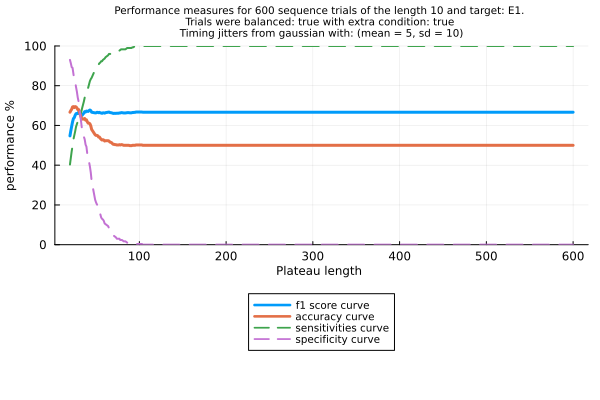 Performance measures for 600 sequence trials of the length 10 and target: E1.
Trials were balanced: true with extra condition: true
Timing jitters from gaussian with: (mean = 5, sd = 10)
100
80
60
40
20
0
performance %
100 200 300 400 500 600
Plateau length
f1 score curve
accuracy curve
sensitivities curve
specificity curve